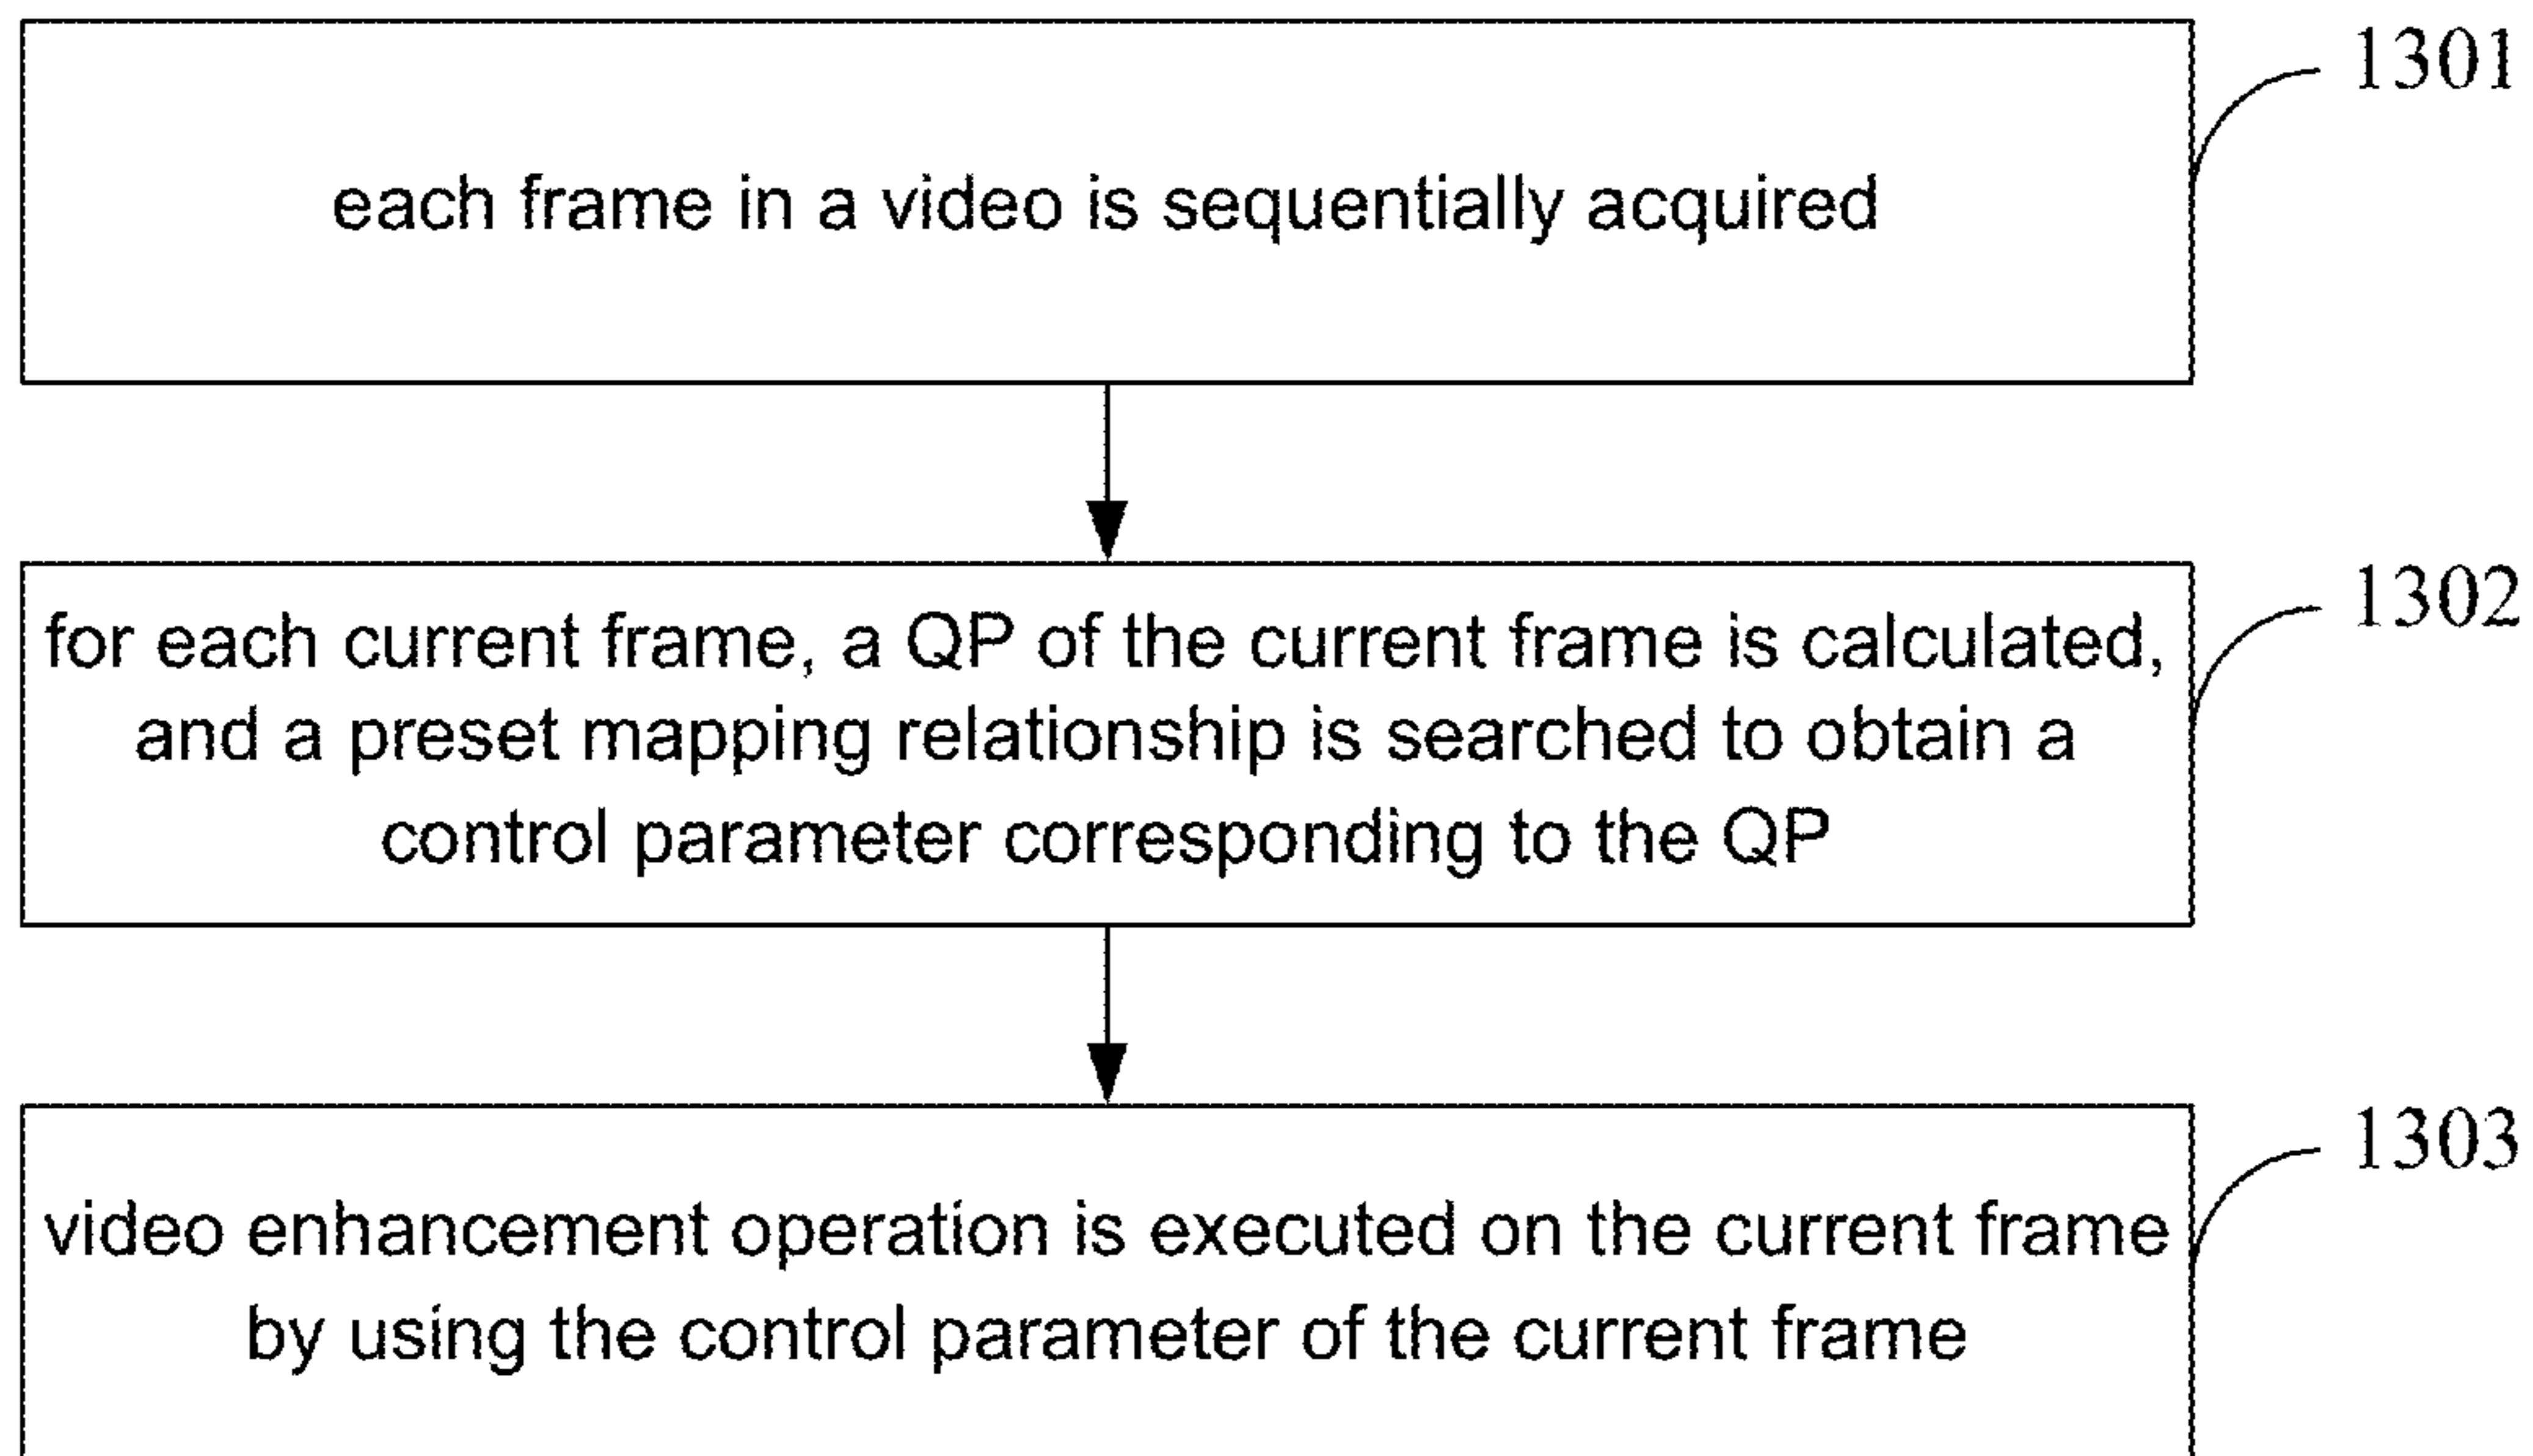 1301
each frame in a video is sequentially acquired
1302
for each current frame, a QP of the current frame is calculated,
and a preset mapping relationship is searched to obtain a
control parameter corresponding to the QP
1303
video enhancement operation is executed on the current frame
by using the control parameter of the current frame